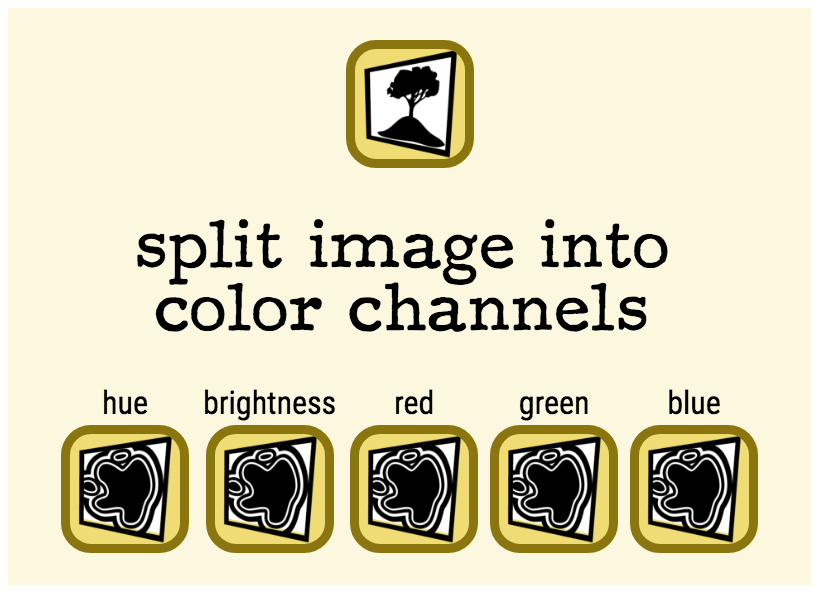 split image into
color channels
hue brightness red green blue